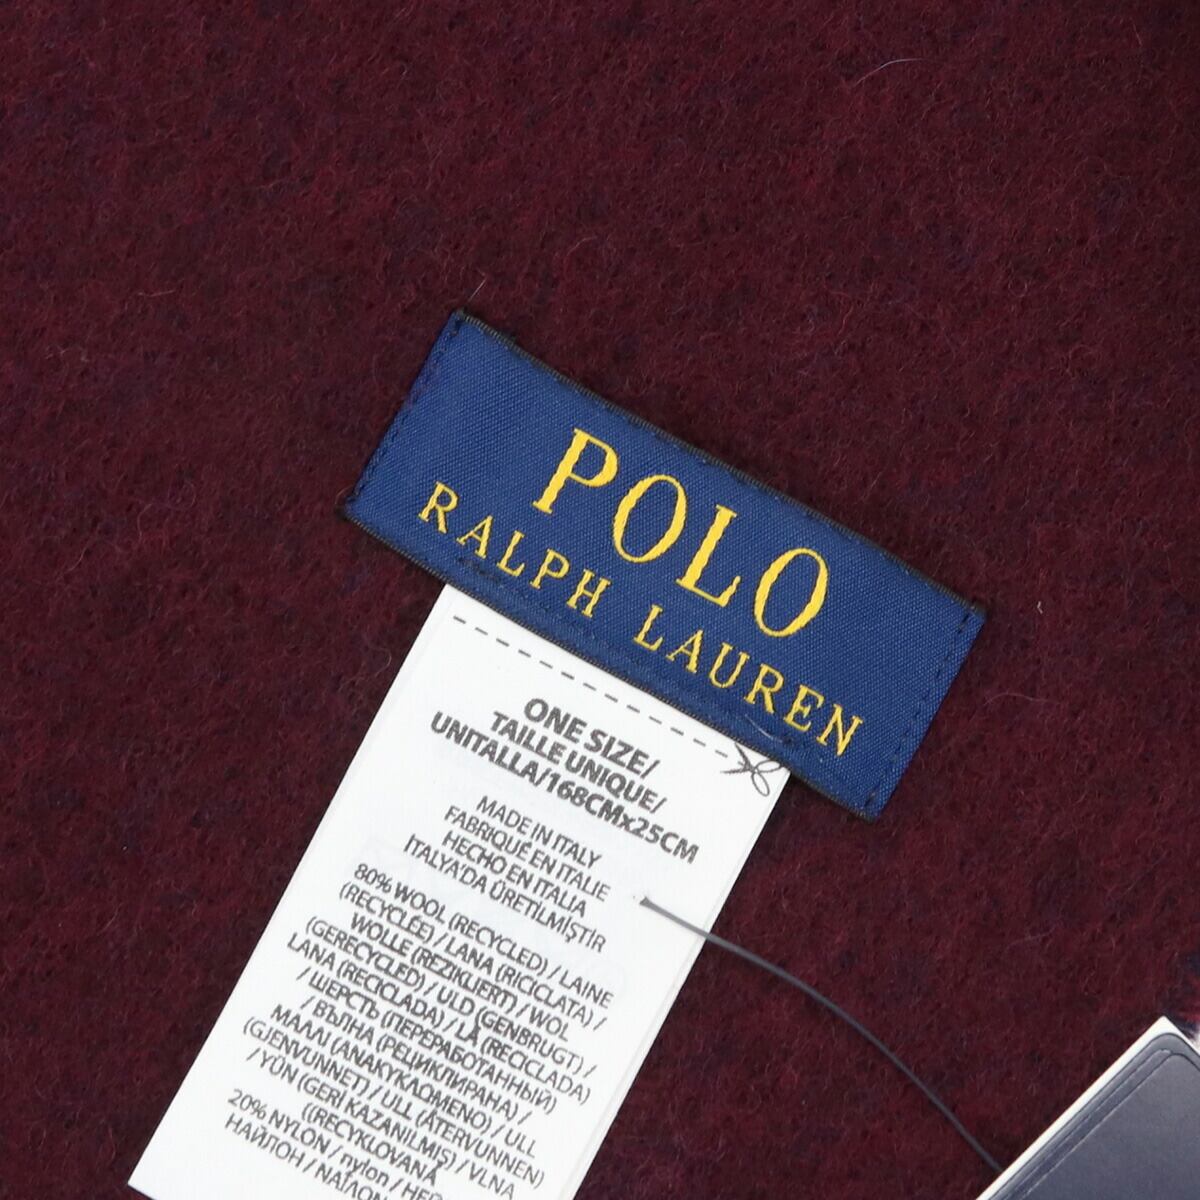 POLO
RALPH LAUREN
ONE SIZE/
TAILLE UNIQUE/
UNITALLA/168CMx25CM
MADE IN ITALY
FABRIQUÉ EN ITALIE
HECHO EN ITALIA
İTALYA'DA ÜRETİLMİŞTİR
80% WOOL (RECYCLED) / LAINE
(RECYCLÉE) / LANA (RICICLATA) /
WOLLE (REZIKLIERT) / WOL
(GERECYCLED) / ULD (GENBRUGT) /
LANA (RECICLADA) / LÃ (RECICLADA)
/ ШЕРСТЬ (ПЕРЕРАБОТАННЫЙ)
/ ВЪЛНА (РЕЦИКЛИРАНА) /
ΜΑΛΛΙ (ΑΝΑΚΥΚΛΟΜΕΝΟ) / ULL
(GJENVUNNET) / ULL (ÅTERVUNNEN)
/ YÜN (GERİ KAZANILMIŞ) / VLNA
((RECYKLOVANÁ
20% NYLON / nylon /
НАЙЛОН / ΝΑΪΛΟΝ